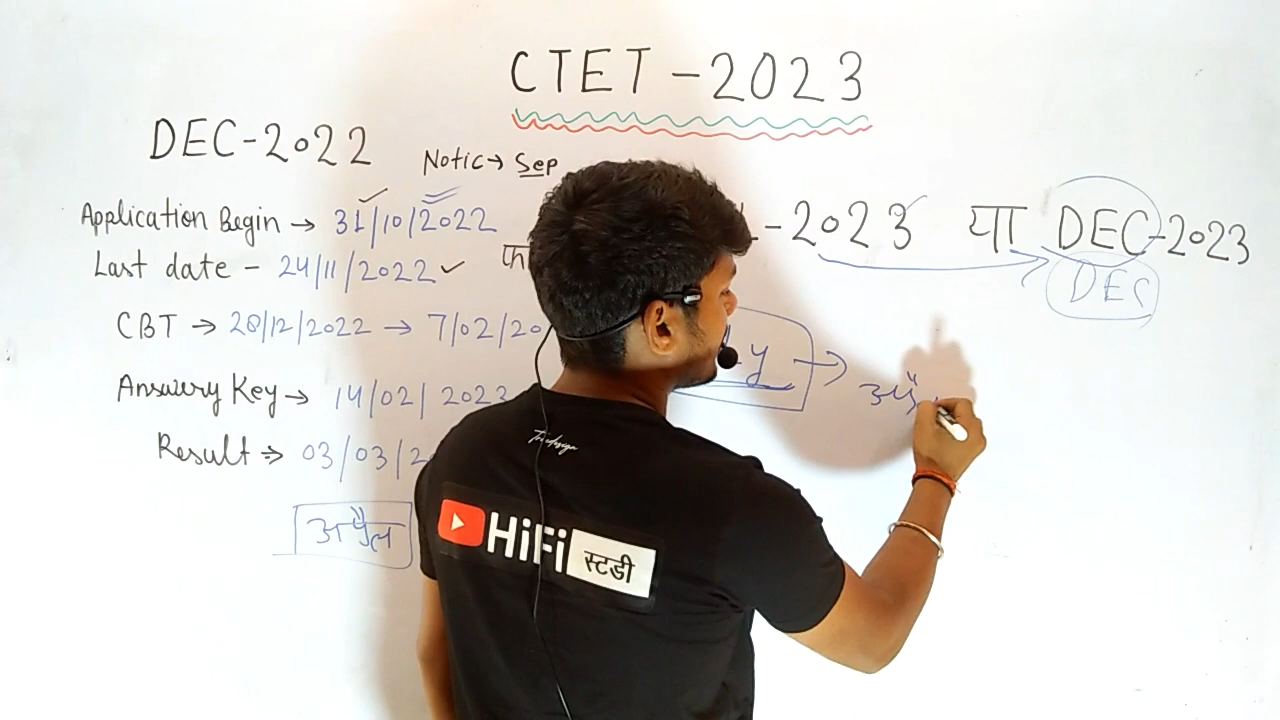 CTET - 2023
DEC-2022
Notic → Sep
Application Begin → 31/10/2022
Last date - 24/11/2022 ✓
CBT → 28/12/2022 → 7/02/20
Answery Key → 14/02/2023
Result → 03/03/2
अप्रैल
L-2023 या DEC-2023
DEC
y →
HiFi स्टडी